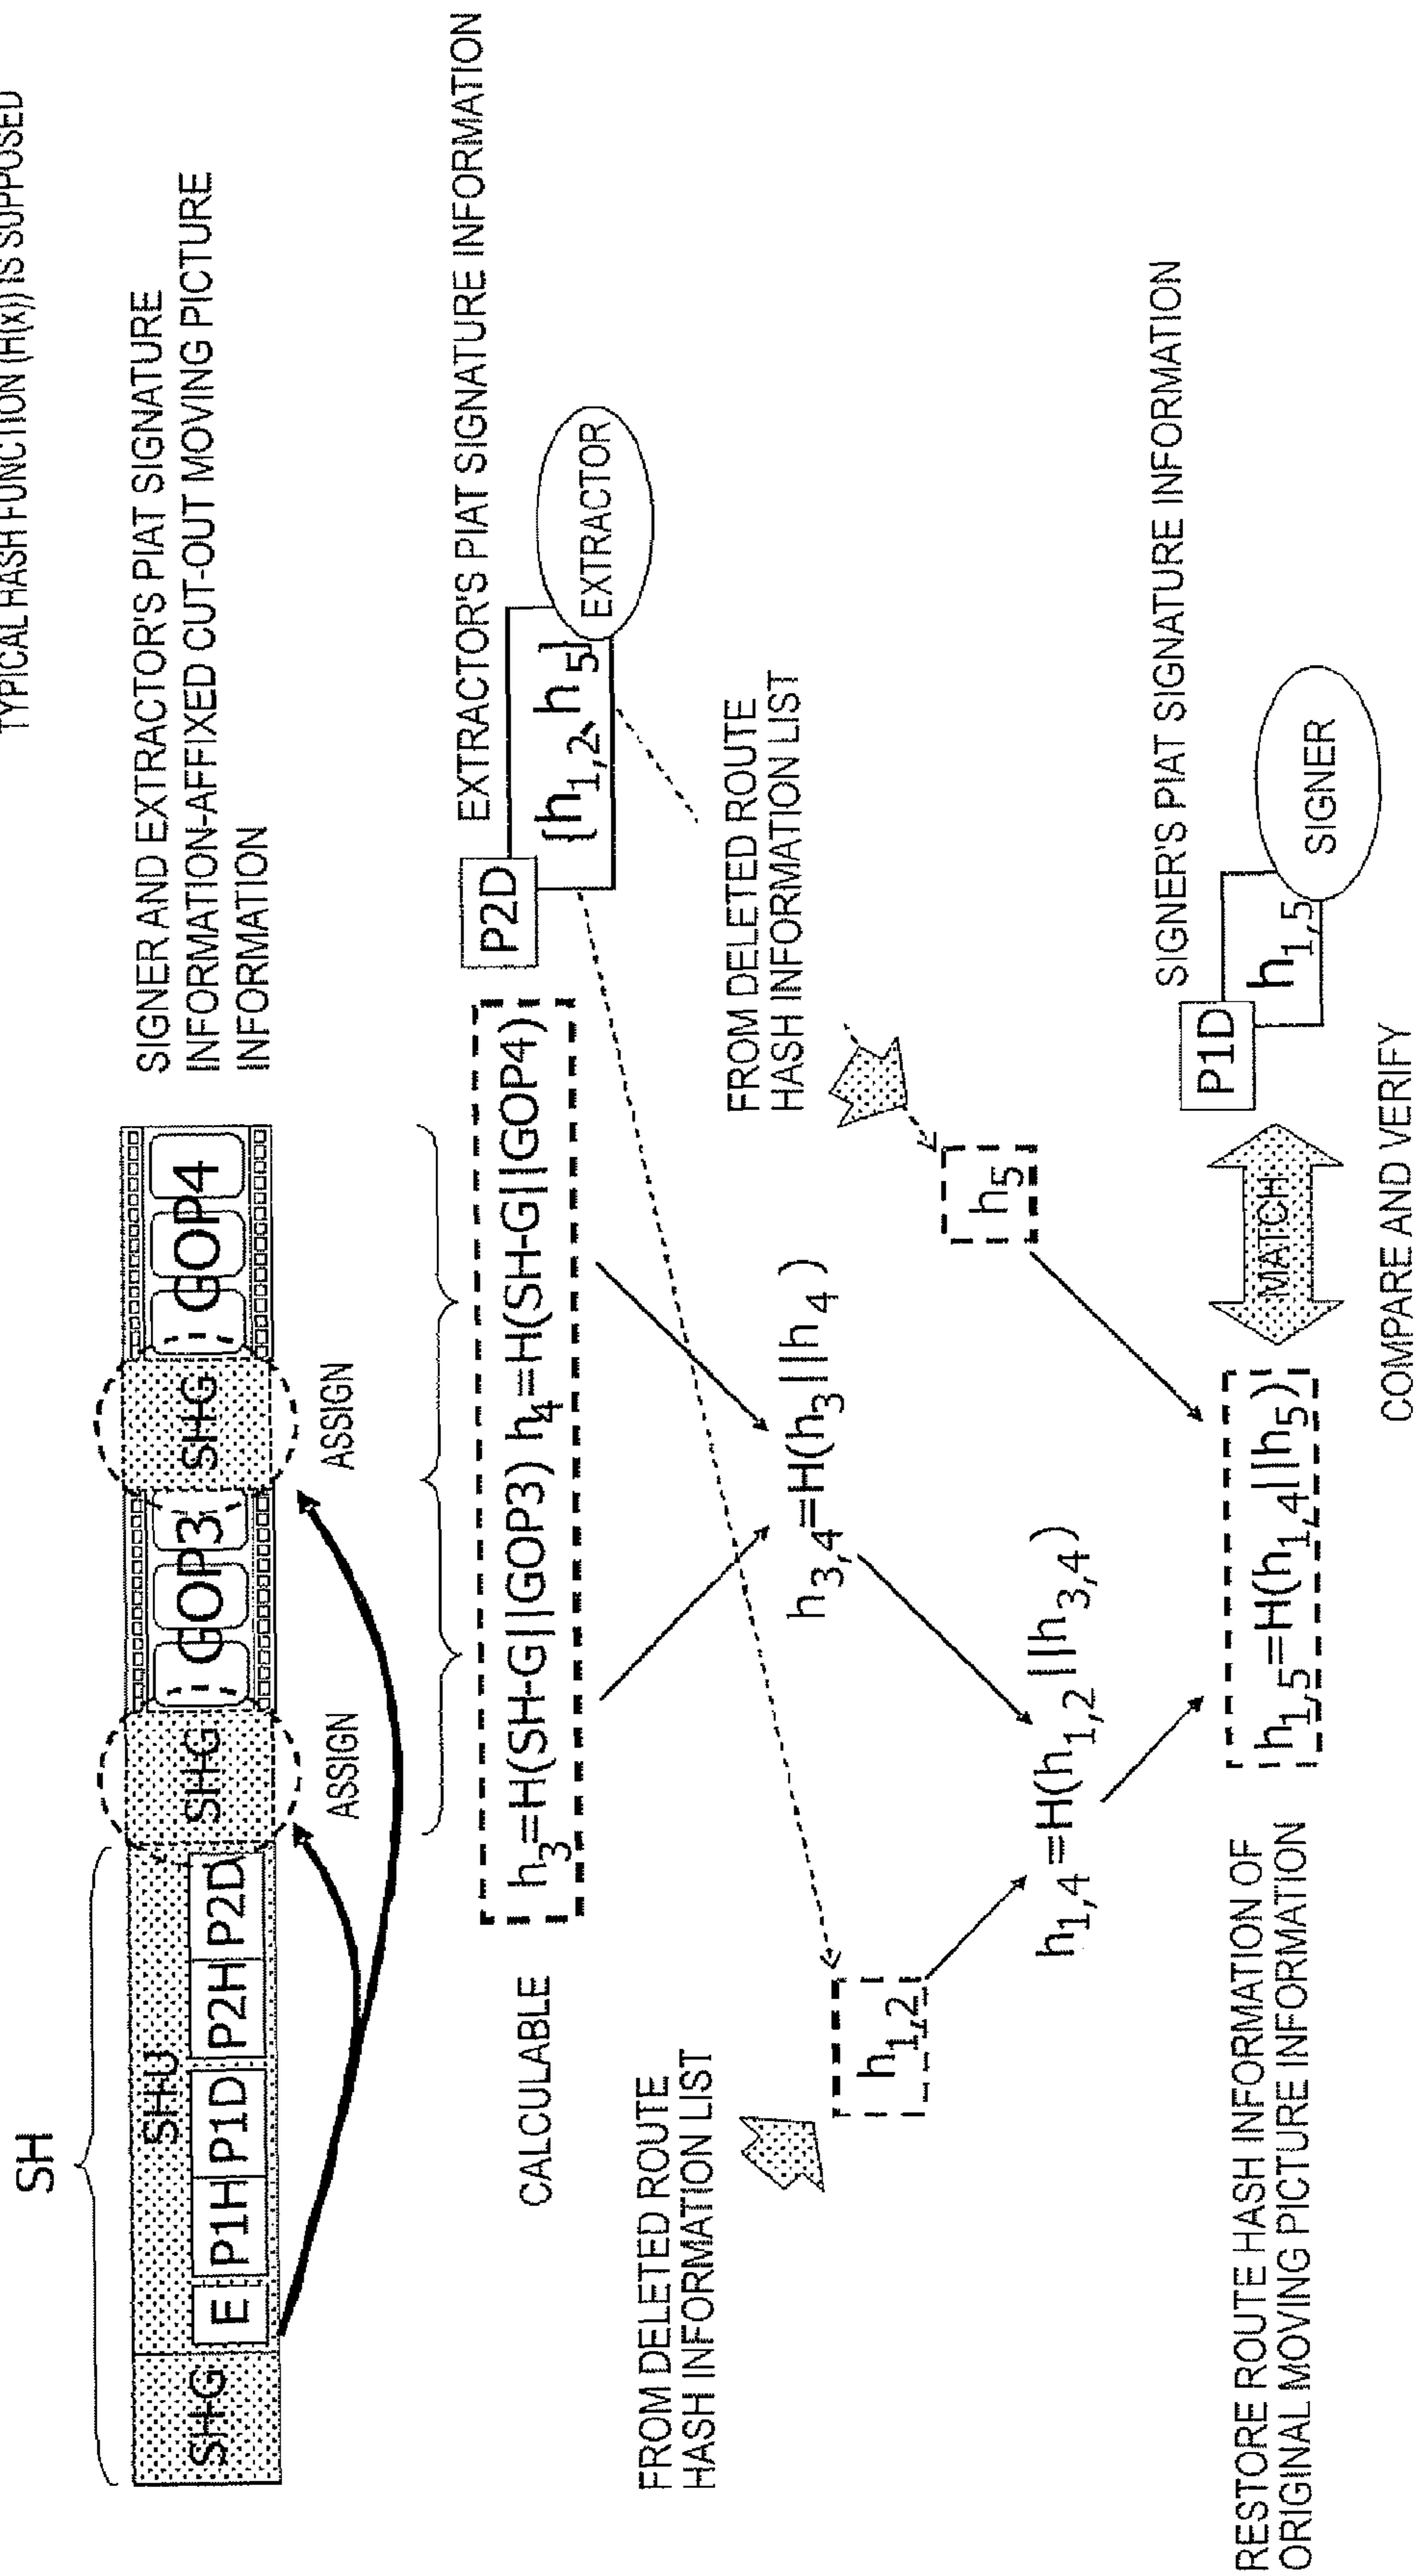 TYPICAL HASH FUNCTION (H(x)) IS SUPPOSED
SH
SH-G
SH-U
E
P1H
P1D
P2H
P2D
SH-G
GOP3
SH-G
GOP4
SIGNER AND EXTRACTOR'S PIAT SIGNATURE
INFORMATION-AFFIXED CUT-OUT MOVING PICTURE
INFORMATION
ASSIGN
ASSIGN
CALCULABLE
h3=H(SH-G||GOP3) h4=H(SH-G||GOP4)
P2D
EXTRACTOR'S PIAT SIGNATURE INFORMATION
{h1,2, h5}
EXTRACTOR
FROM DELETED ROUTE
HASH INFORMATION LIST
FROM DELETED ROUTE
HASH INFORMATION LIST
h3,4=H(h3||h4)
h1,2
h5
h1,4=H(h1,2||h3,4)
RESTORE ROUTE HASH INFORMATION OF
ORIGINAL MOVING PICTURE INFORMATION
h1,5=H(h1,4||h5)
MATCH
COMPARE AND VERIFY
P1D
SIGNER'S PIAT SIGNATURE INFORMATION
h1,5
SIGNER